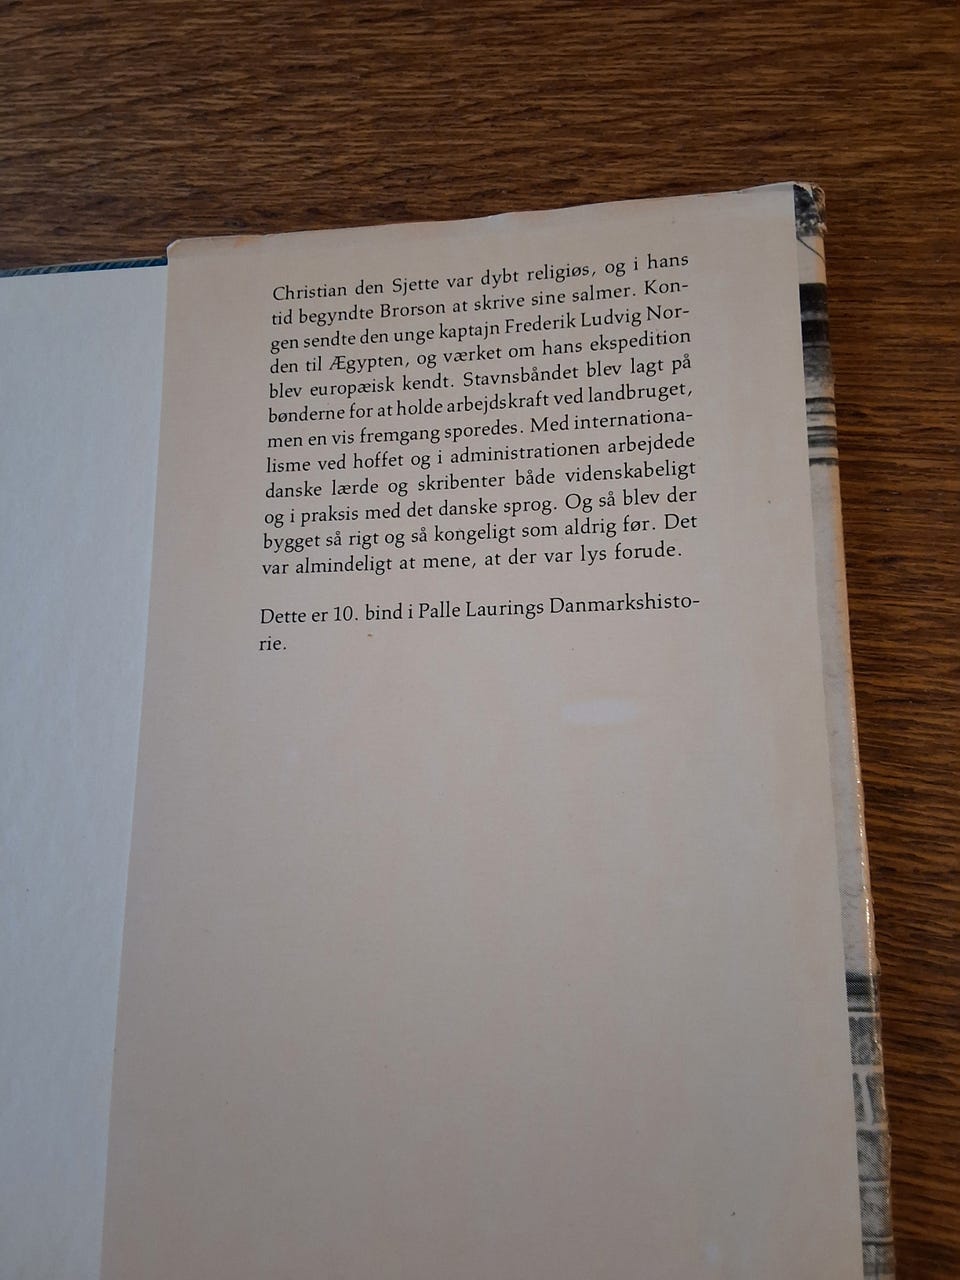 Christian den Sjette var dybt religiøs, og i hans
tid begyndte Brorson at skrive sine salmer. Kon-
gen sendte den unge kaptajn Frederik Ludvig Nor-
den til Ægypten, og værket om hans ekspedition
blev europæisk kendt. Stavnsbåndet blev lagt på
bønderne for at holde arbejdskraft ved landbruget,
men en vis fremgang sporedes. Med internationa-
lisme ved hoffet og i administrationen arbejdede
danske lærde og skribenter både videnskabeligt
og i praksis med det danske sprog. Og så blev der
bygget så rigt og så kongeligt som aldrig før. Det
var almindeligt at mene, at der var lys forude.
Dette er 10. bind i Palle Laurings Danmarkshisto-
rie.